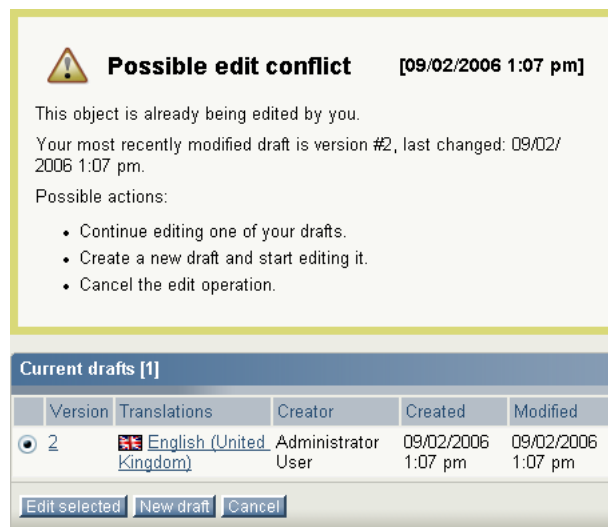 Possible edit conflict [09/02/2006 1:07 pm]
This object is already being edited by you.
Your most recently modified draft is version #2, last changed: 09/02/
2006 1:07 pm.
Possible actions:
• Continue editing one of your drafts.
• Create a new draft and start editing it.
• Cancel the edit operation.
Current drafts [1]
Version Translations Creator Created Modified
2 English (United Administrator 09/02/2006 09/02/2006
Kingdom) User 1:07 pm 1:07 pm
Edit selected New draft Cancel